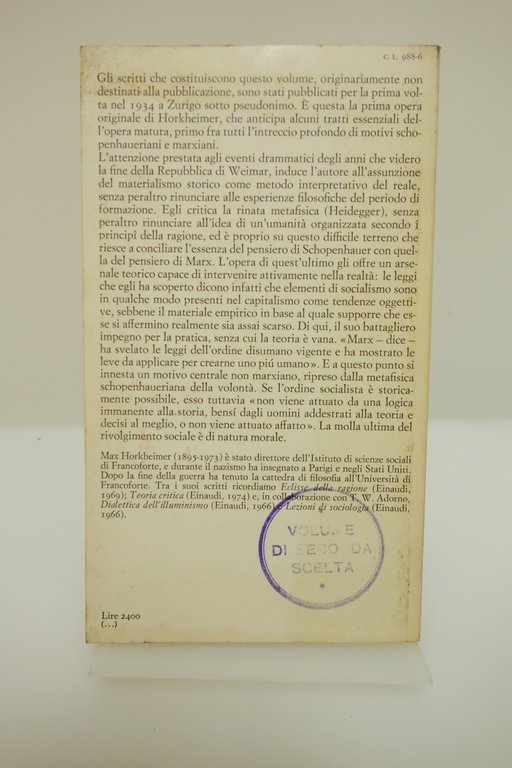 C. L. 988-6
Gli scritti che costituiscono questo volume, originariamente non
destinati alla pubblicazione, sono stati pubblicati per la prima vol-
ta nel 1934 a Zurigo sotto pseudonimo. È questa la prima opera
originale di Horkheimer, che anticipa alcuni tratti essenziali del-
l'opera matura, primo fra tutti l'intreccio profondo di motivi scho-
penhaueriani e marxiani.
L'attenzione prestata agli eventi drammatici degli anni che videro
la fine della Repubblica di Weimar, induce l'autore all'assunzione
del materialismo storico come metodo interpretativo del reale,
senza peraltro rinunciare alle esperienze filosofiche del periodo di
formazione. Egli critica la rinata metafisica (Heidegger), senza
peraltro rinunciare all'idea di un'umanità organizzata secondo i
principî della ragione, ed è proprio su questo difficile terreno che
riesce a conciliare l'essenza del pensiero di Schopenhauer con quel-
la del pensiero di Marx. L'opera di quest'ultimo gli offre un arse-
nale teorico capace di intervenire attivamente nella realtà: le leggi
che egli ha scoperto dicono infatti che elementi di socialismo sono
in qualche modo presenti nel capitalismo come tendenze oggetti-
ve, sebbene il materiale empirico in base al quale supporre che es-
se si affermino realmente sia assai scarso. Di qui, il suo battagliero
impegno per la pratica, senza cui la teoria è vana. «Marx – dice –
ha svelato le leggi dell'ordine disumano vigente e ha mostrato le
leve da applicare per crearne uno piú umano». E a questo punto si
innesta un motivo centrale non marxiano, ripreso dalla metafisica
schopenhaueriana della volontà. Se l'ordine socialista è storica-
mente possibile, esso tuttavia «non viene attuato da una logica
immanente alla storia, bensí dagli uomini addestrati alla teoria e
decisi al meglio, o non viene attuato affatto». La molla ultima del
rivolgimento sociale è di natura morale.
Max Horkheimer (1895-1973) è stato direttore dell'Istituto di scienze sociali
di Francoforte, e durante il nazismo ha insegnato a Parigi e negli Stati Uniti.
Dopo la fine della guerra ha tenuto la cattedra di filosofia all'Università di
Francoforte. Tra i suoi scritti ricordiamo Eclisse della ragione (Einaudi,
1969); Teoria critica (Einaudi, 1974) e, in collaborazione con T. W. Adorno,
Dialettica dell'illuminismo (Einaudi, 1966) e Lezioni di sociologia (Einaudi,
1966).
VOLUME
DI SECONDA
SCELTA
*
Lire 2400
(...)